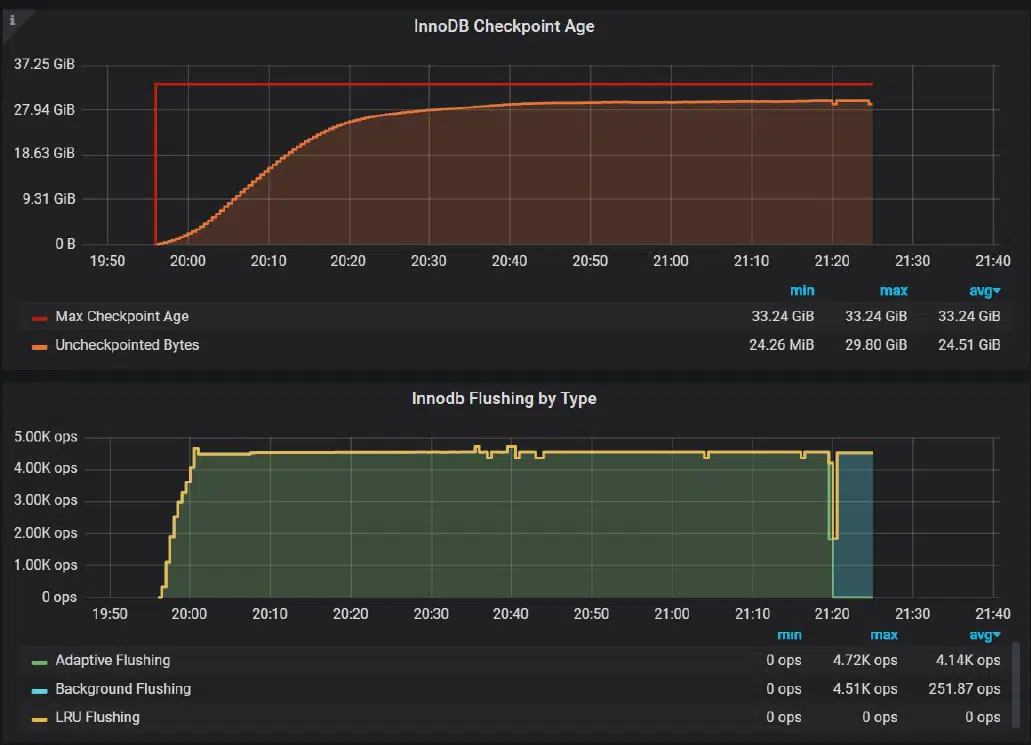 i
InnoDB Checkpoint Age
37.25 GiB
27.94 GiB
18.63 GiB
9.31 GiB
0 B
19:50 20:00 20:10 20:20 20:30 20:40 20:50 21:00 21:10 21:20 21:30 21:40
min max avg
Max Checkpoint Age 33.24 GiB 33.24 GiB 33.24 GiB
Uncheckpointed Bytes 24.26 MiB 29.80 GiB 24.51 GiB
Innodb Flushing by Type
5.00K ops
4.00K ops
3.00K ops
2.00K ops
1.00K ops
0 ops
19:50 20:00 20:10 20:20 20:30 20:40 20:50 21:00 21:10 21:20 21:30 21:40
min max avg
Adaptive Flushing 0 ops 4.72K ops 4.14K ops
Background Flushing 0 ops 4.51K ops 251.87 ops
LRU Flushing 0 ops 0 ops 0 ops